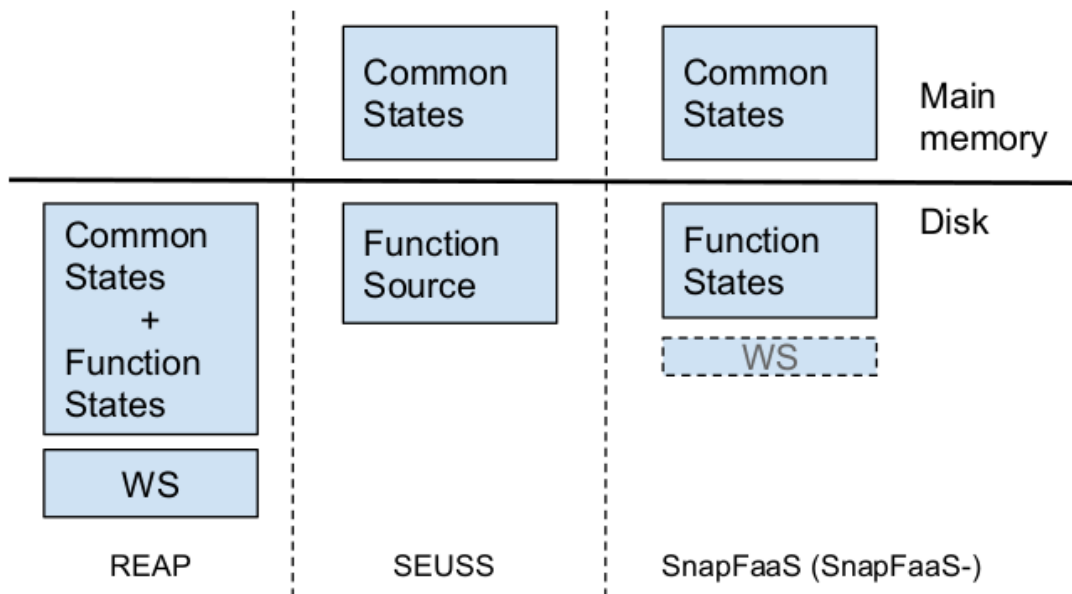 Common
States
Common
States
Main
memory
Common
States
+
Function
States
WS
Function
Source
Function
States
WS
Disk
REAP
SEUSS
SnapFaaS (SnapFaaS-)